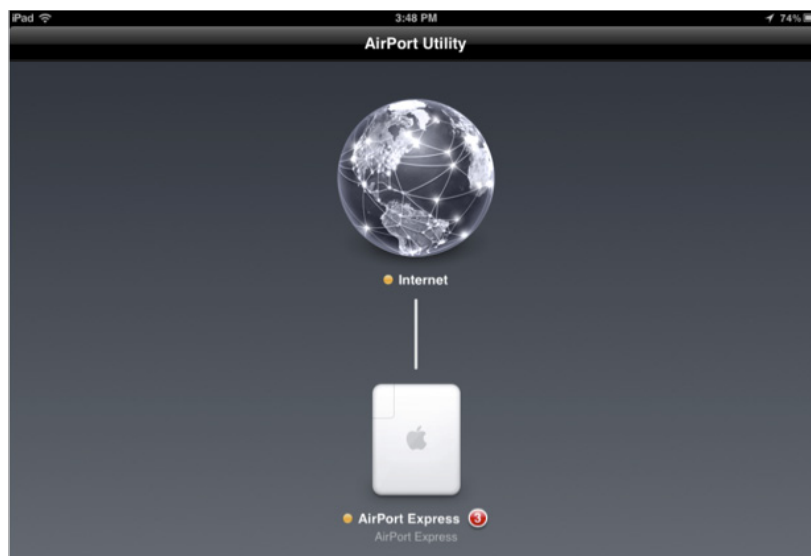 iPad 3:48 PM 74%
AirPort Utility
Internet
AirPort Express 3
AirPort Express